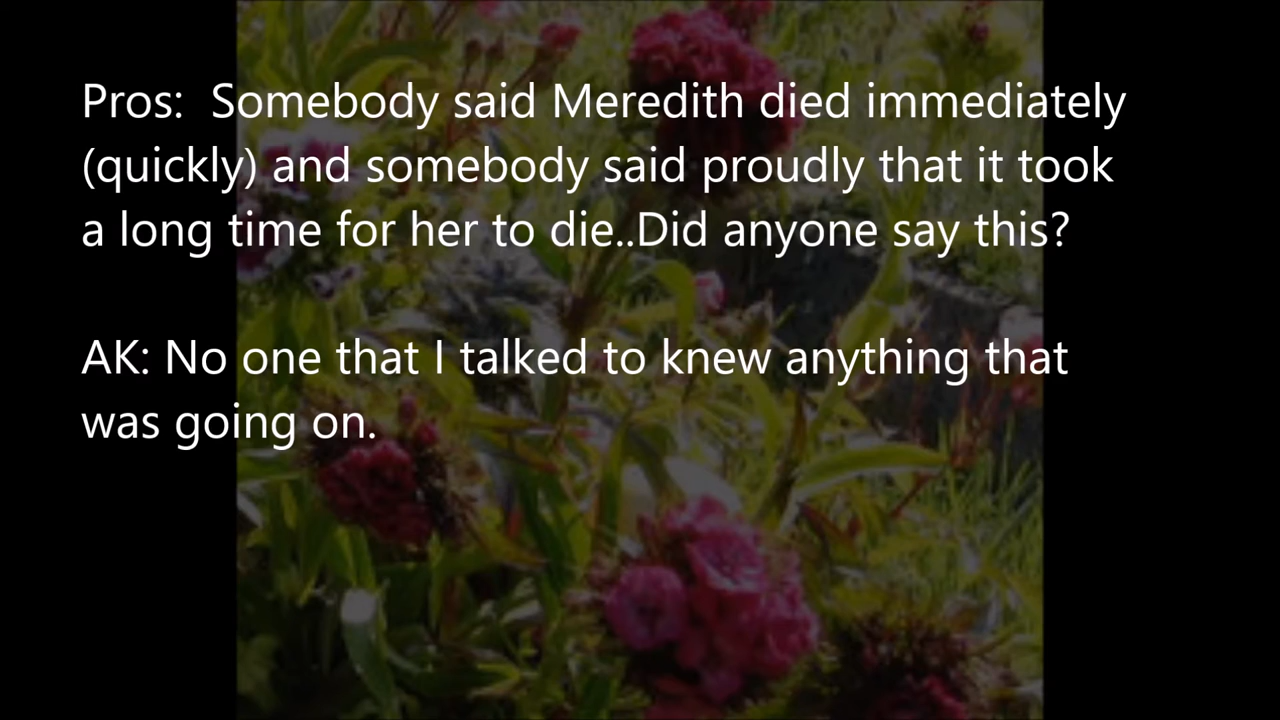 Pros:  Somebody said Meredith died immediately
(quickly) and somebody said proudly that it took
a long time for her to die..Did anyone say this?
AK: No one that I talked to knew anything that
was going on.